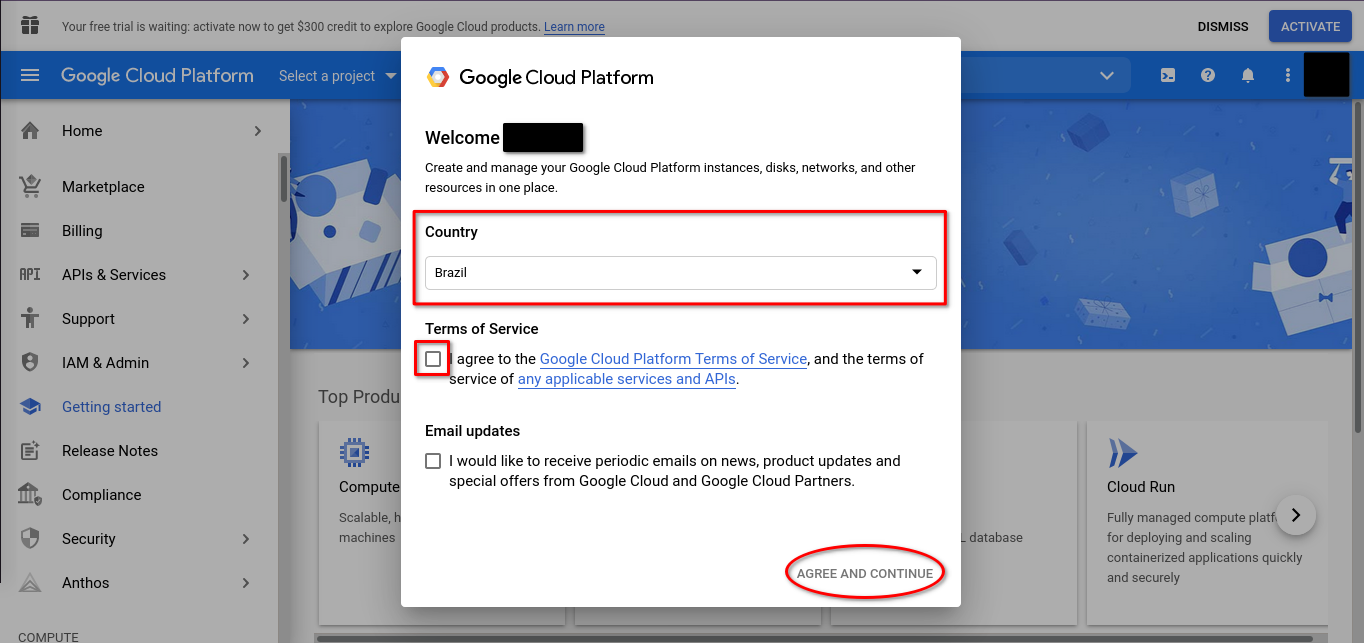 Your free trial is waiting: activate now to get $300 credit to explore Google Cloud products. Learn more
DISMISS
ACTIVATE
Google Cloud Platform
Select a project
Home
Marketplace
Billing
API
APIs & Services
Support
IAM & Admin
Getting started
Release Notes
Compliance
Security
Anthos
COMPUTE
Google Cloud Platform
Welcome
Create and manage your Google Cloud Platform instances, disks, networks, and other
resources in one place.
Country
Brazil
Terms of Service
I agree to the Google Cloud Platform Terms of Service, and the terms of
service of any applicable services and APIs.
Email updates
I would like to receive periodic emails on news, product updates and
special offers from Google Cloud and Google Cloud Partners.
AGREE AND CONTINUE
Top Produ
Compute
Scalable, h
machines
L database
Cloud Run
Fully managed compute platf
for deploying and scaling
containerized applications quickly
and securely